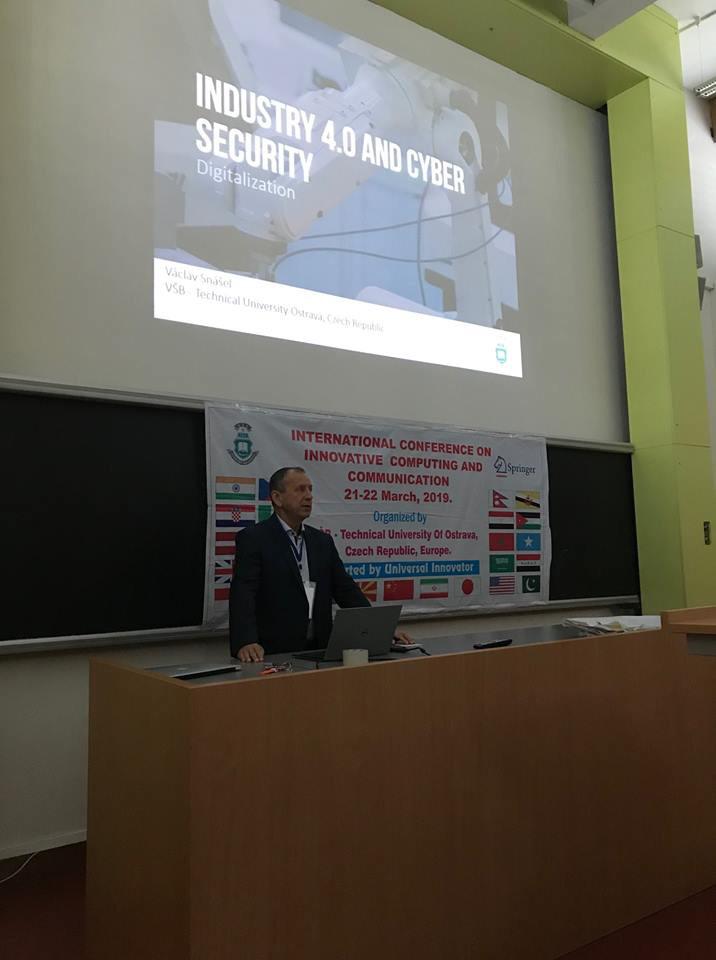 INDUSTRY 4.0 AND CYBER
SECURITY
Digitalization
Václav Snášel
VŠB - Technical University Ostrava, Czech Republic
INTERNATIONAL CONFERENCE ON
INNOVATIVE COMPUTING AND
COMMUNICATION
21-22 March, 2019.
Springer
Organized by
- Technical University Of Ostrava,
Czech Republic, Europe.
by Universal Innovator